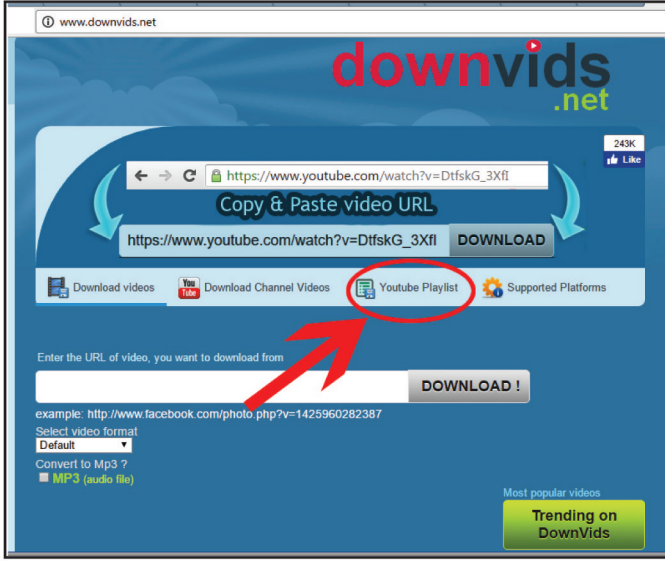 www.downvids.net
downvids
.net
243K
Like
https://www.youtube.com/watch?v=DtfskG_3XfI
Copy & Paste video URL
https://www.youtube.com/watch?v=DtfskG_3XfI DOWNLOAD
Download videos You Tube Download Channel Videos Youtube Playlist Supported Platforms
Enter the URL of video, you want to download from
DOWNLOAD !
example: http://www.facebook.com/photo.php?v=1425960282387
Select video format
Default
Convert to Mp3 ?
MP3 (audio file)
Most popular videos
Trending on
DownVids